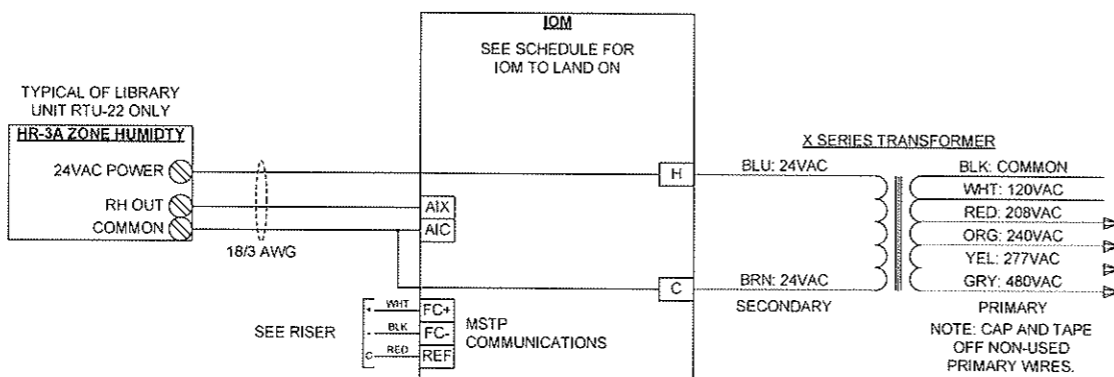 IOM
SEE SCHEDULE FOR
IOM TO LAND ON
TYPICAL OF LIBRARY
UNIT RTU-22 ONLY
HR-3A ZONE HUMIDTY
24VAC POWER
RH OUT
COMMON
18/3 AWG
AIX
AIC
H
C
SEE RISER
+ WHT FC+
- BLK FC-
C RED REF
MSTP
COMMUNICATIONS
X SERIES TRANSFORMER
BLU: 24VAC
BRN: 24VAC
SECONDARY
BLK: COMMON
WHT: 120VAC
RED: 208VAC
ORG: 240VAC
YEL: 277VAC
GRY: 480VAC
PRIMARY
NOTE: CAP AND TAPE
OFF NON-USED
PRIMARY WIRES.